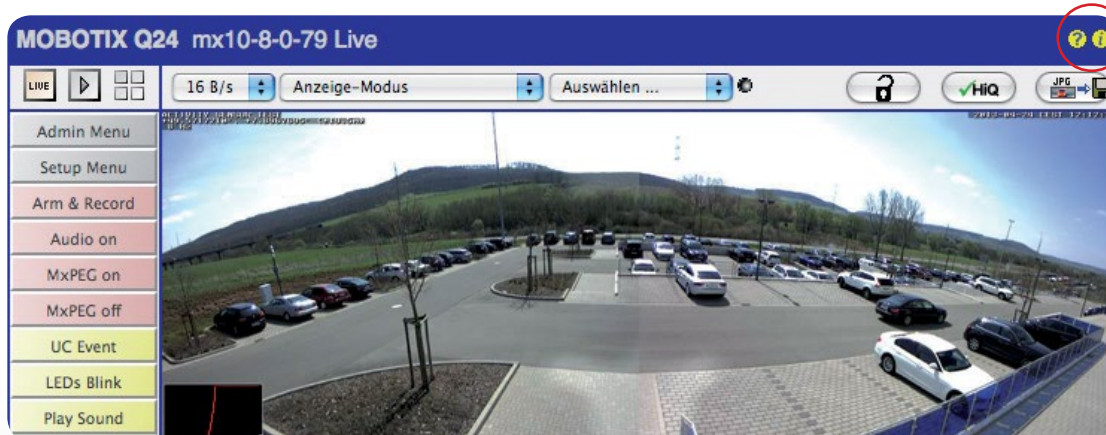 MOBOTIX Q24 mx10-8-0-79 Live
? i
LIVE
16 B/s Anzeige-Modus Auswählen ...
HiQ
JPG
Admin Menu
Setup Menu
Arm & Record
Audio on
MxPEG on
MxPEG off
UC Event
LEDs Blink
Play Sound